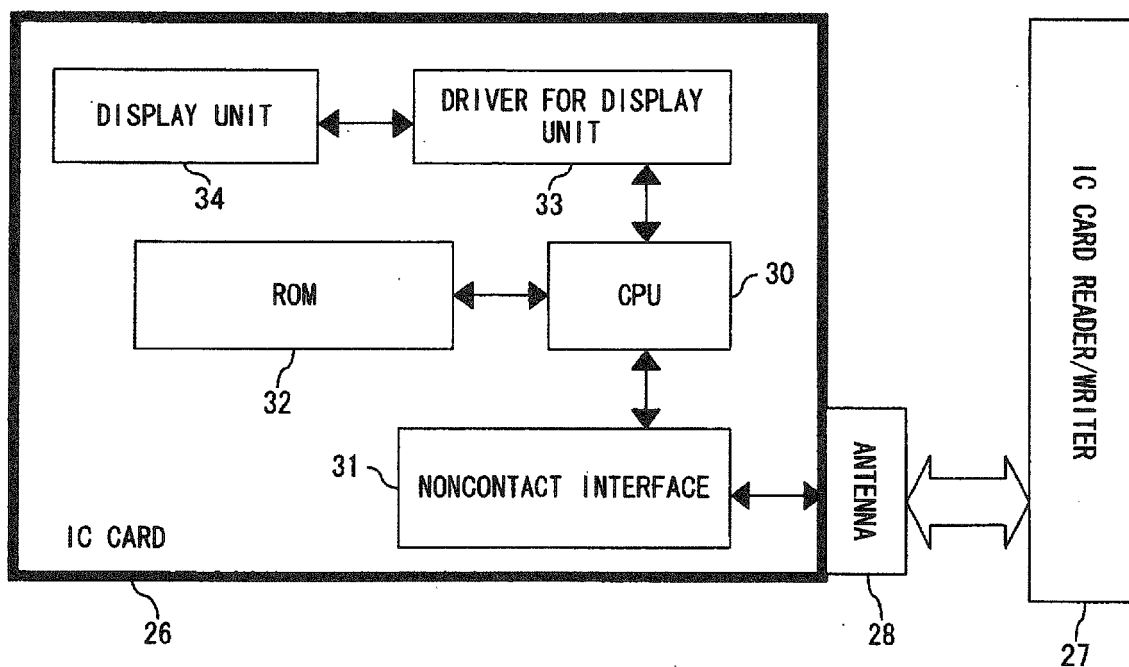 DISPLAY UNIT
DRIVER FOR DISPLAY
UNIT
34
33
ROM
CPU
30
32
31
NONCONTACT INTERFACE
IC CARD
26
ANTENNA
28
IC CARD READER/WRITER
27